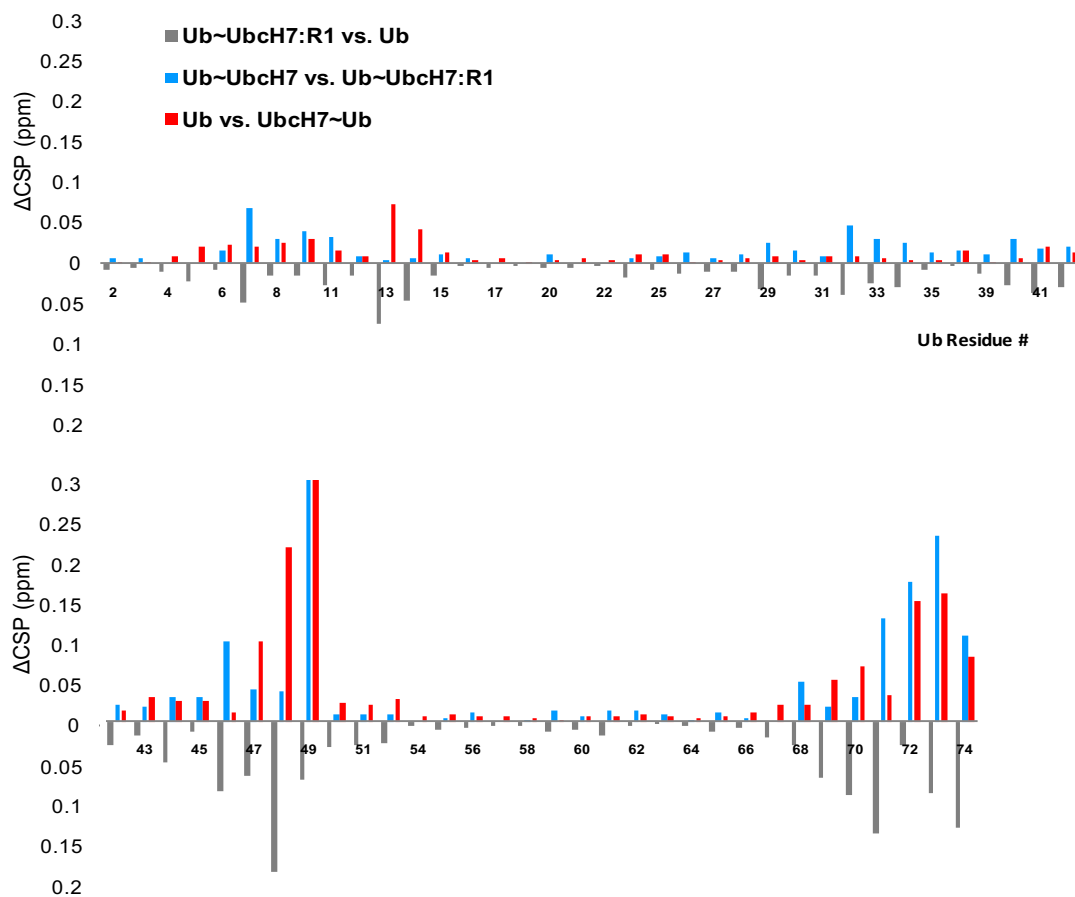 0.3
0.25
0.2
0.15
0.1
0.05
0
0.05
0.1
0.15
0.2
ΔCSP (ppm)
Ub~UbcH7:R1 vs. Ub
Ub~UbcH7 vs. Ub~UbcH7:R1
Ub vs. UbcH7~Ub
2 4 6 8 11 13 15 17 20 22 25 27 29 31 33 35 39 41
Ub Residue #
0.3
0.25
0.2
0.15
0.1
0.05
0
0.05
0.1
0.15
0.2
ΔCSP (ppm)
43 45 47 49 51 54 56 58 60 62 64 66 68 70 72 74